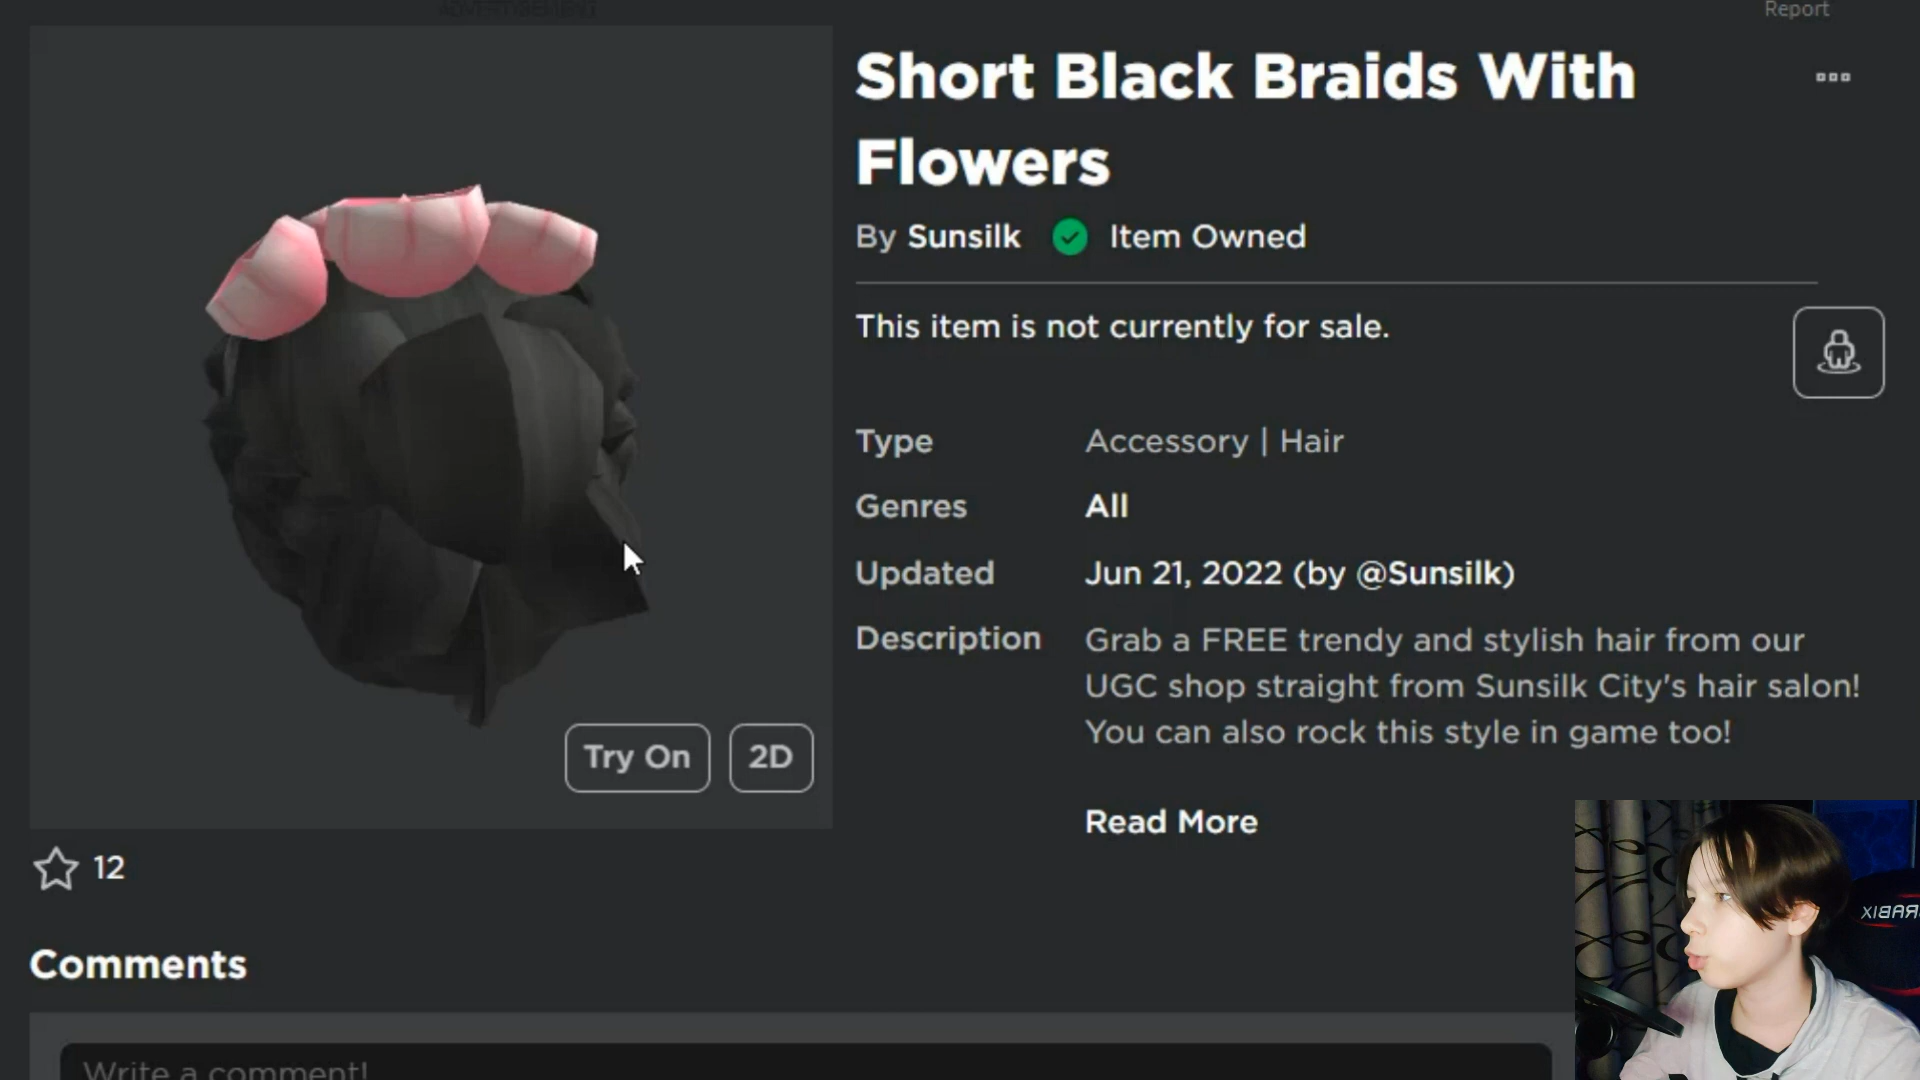 ADVERTISEMENT
Report
Short Black Braids With
Flowers
By Sunsilk Item Owned
This item is not currently for sale.
Type Accessory | Hair
Genres All
Updated Jun 21, 2022 (by @Sunsilk)
Description Grab a FREE trendy and stylish hair from our
UGC shop straight from Sunsilk City's hair salon!
You can also rock this style in game too!
Read More
Try On 2D
12
Comments
Write a comment!